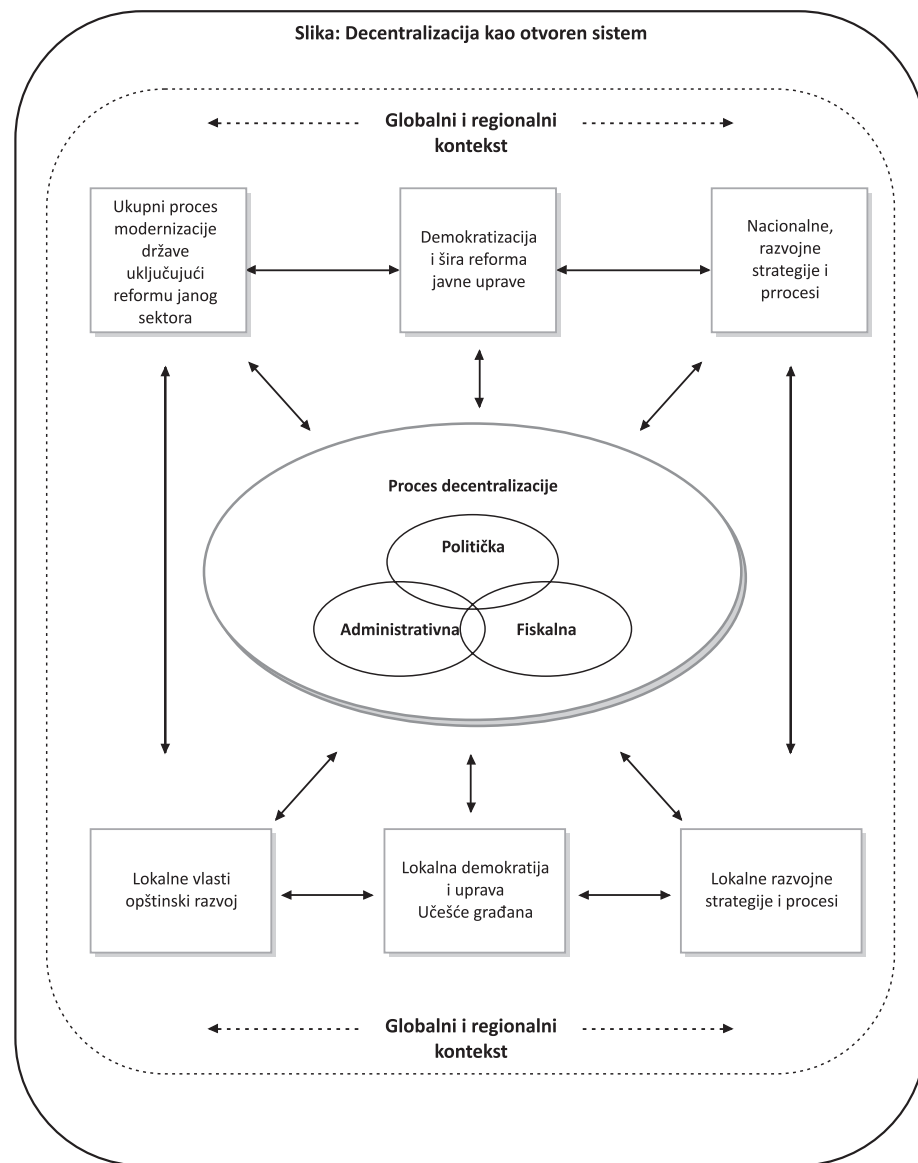 Slika: Decentralizacija kao otvoren sistem
Globalni i regionalni
kontekst
Ukupni proces
modernizacije
države
uključujući
reformu janog
sektora
Demokratizacija
i šira reforma
javne uprave
Nacionalne,
razvojne
strategije i
prrocesi
Proces decentralizacije
Politička
Administrativna
Fiskalna
Lokalne vlasti
opštinski razvoj
Lokalna demokratija
i uprava
Učešće građana
Lokalne razvojne
strategije i procesi
Globalni i regionalni
kontekst